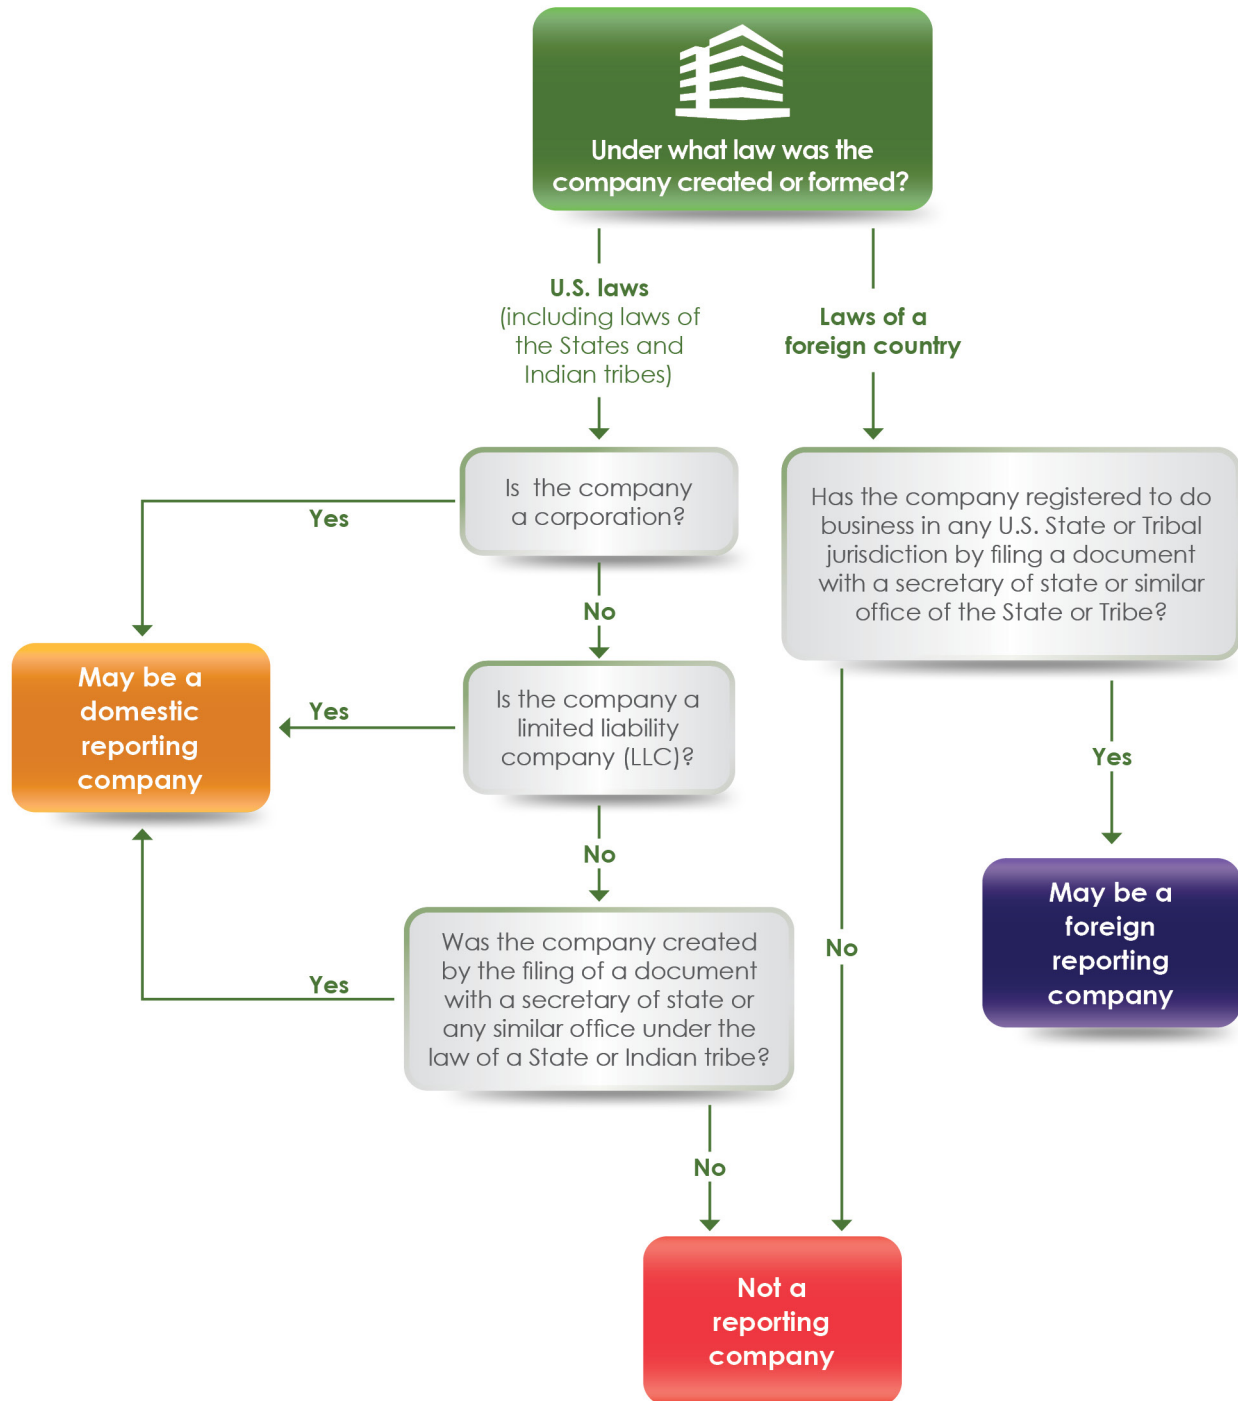 Under what law was the
company created or formed?
U.S. laws
(including laws of
the States and
Indian tribes)
Laws of a
foreign country
Is the company
a corporation?
Yes
No
Has the company registered to do
business in any U.S. State or Tribal
jurisdiction by filing a document
with a secretary of state or similar
office of the State or Tribe?
May be a
domestic
reporting
company
Yes
Is the company a
limited liability
company (LLC)?
Yes
No
May be a
foreign
reporting
company
Was the company created
by the filing of a document
with a secretary of state or
any similar office under the
law of a State or Indian tribe?
Yes
No
No
Not a
reporting
company